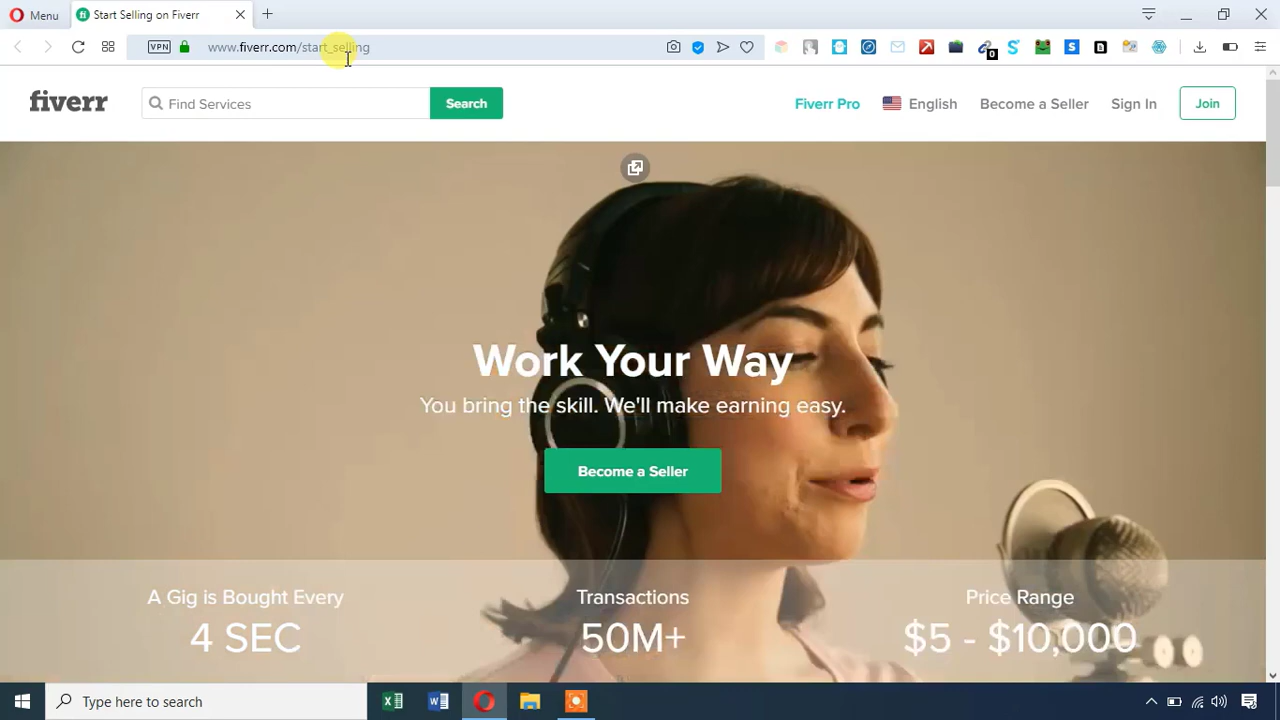 Menu
Start Selling on Fiverr
VPN
www.fiverr.com/start_selling
0
fiverr
Find Services
Search
Fiverr Pro
English
Become a Seller
Sign In
Join
Work Your Way
You bring the skill. We'll make earning easy.
Become a Seller
A Gig is Bought Every
4 SEC
Transactions
50M+
Price Range
$5 - $10,000
Type here to search